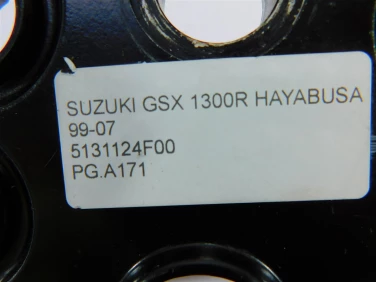 SUZUKI GSX 1300R HAYABUSA
99-07
5131124F00
PG.A171